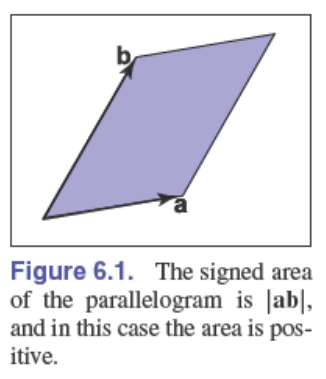 b
a
Figure 6.1. The signed area
of the parallelogram is |ab|,
and in this case the area is pos-
itive.